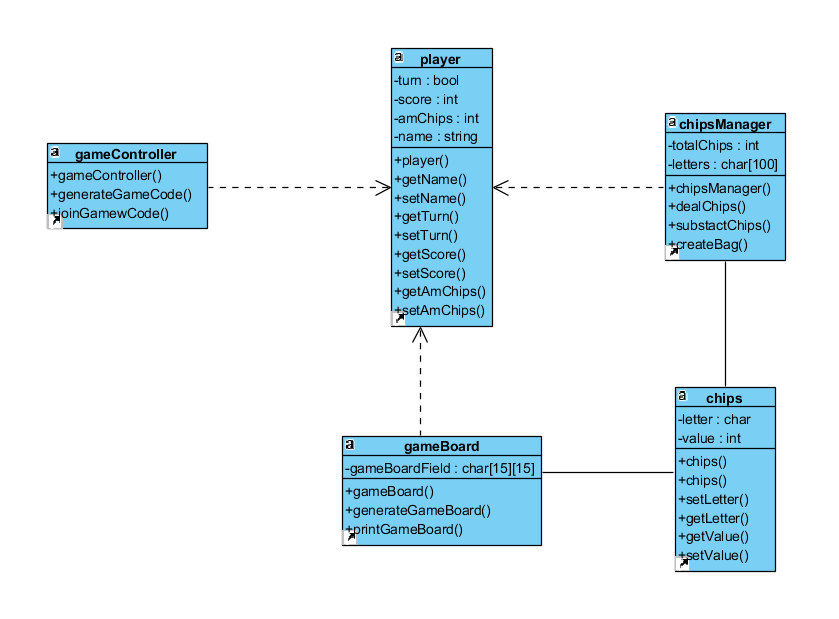 player
-turn : bool
-score : int
-amChips : int
-name : string
+player()
+getName()
+setName()
+getTurn()
+setTurn()
+getScore()
+setScore()
+getAmChips()
+setAmChips()
gameController
+gameController()
+generateGameCode()
+joinGamewCode()
chipsManager
-totalChips : int
-letters : char[100]
+chipsManager()
+dealChips()
+substactChips()
+createBag()
gameBoard
-gameBoardField : char[15][15]
+gameBoard()
+generateGameBoard()
+printGameBoard()
chips
-letter : char
-value : int
+chips()
+chips()
+setLetter()
+getLetter()
+getValue()
+setValue()